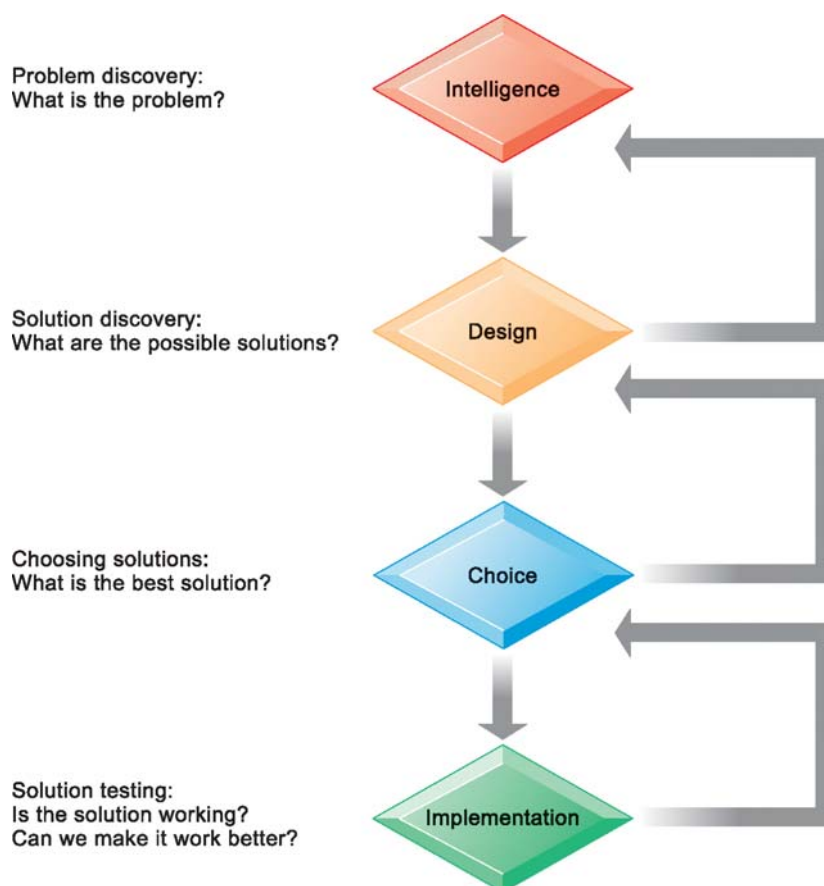 Problem discovery:
What is the problem?
Intelligence
Solution discovery:
What are the possible solutions?
Design
Choosing solutions:
What is the best solution?
Choice
Solution testing:
Is the solution working?
Can we make it work better?
Implementation